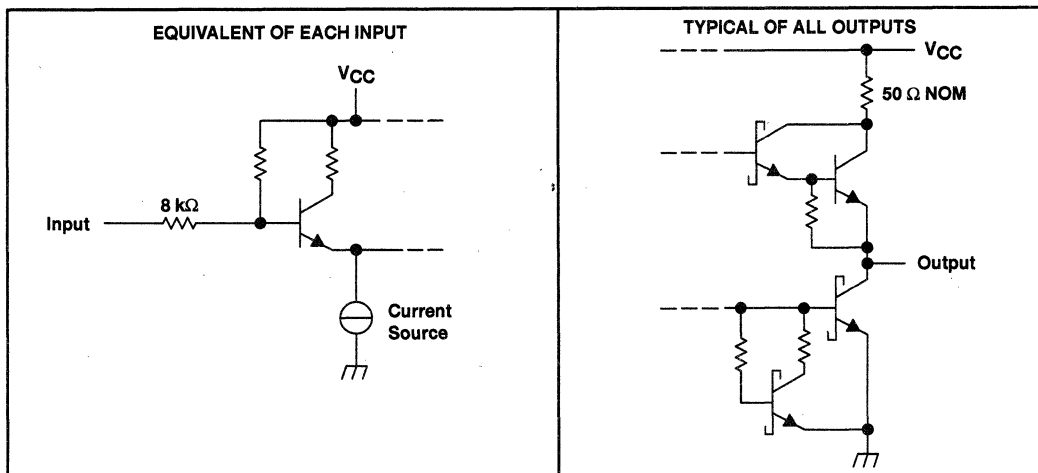 EQUIVALENT OF EACH INPUT
VCC
8 kΩ
Input
Current
Source
TYPICAL OF ALL OUTPUTS
VCC
50 Ω NOM
Output